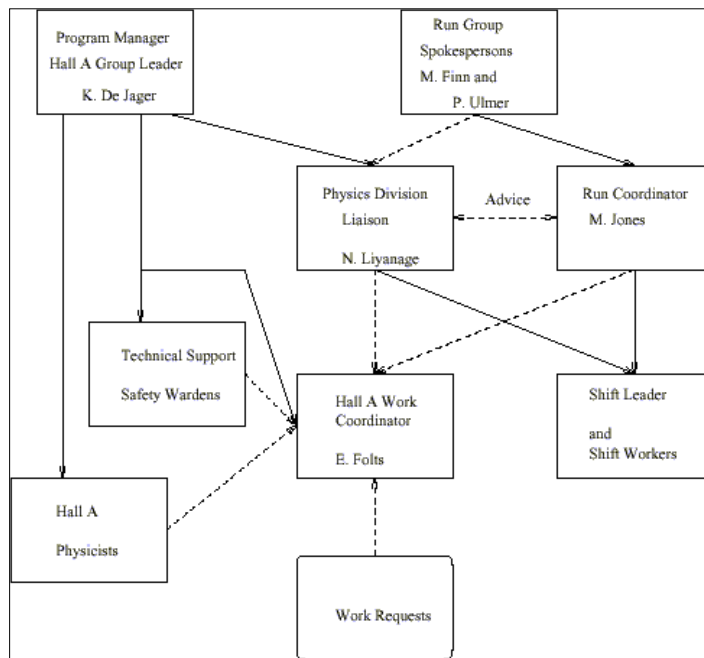 Program Manager
Hall A Group Leader
K. De Jager
Run Group
Spokespersons
M. Finn and
P. Ulmer
Physics Division
Liaison
N. Liyanage
Advice
Run Coordinator
M. Jones
Technical Support
Safety Wardens
Hall A Work
Coordinator
E. Folts
Shift Leader
and
Shift Workers
Hall A
Physicists
Work Requests